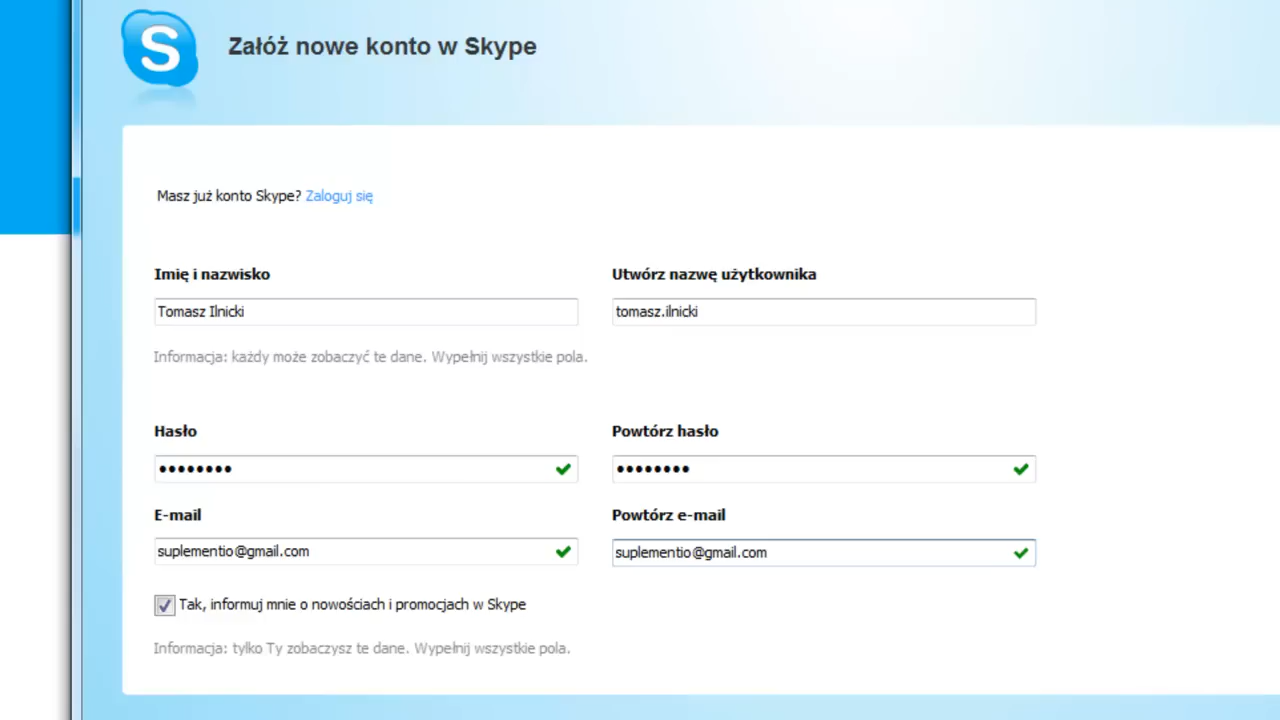 S
Załóż nowe konto w Skype
Masz już konto Skype? Zaloguj się
Imię i nazwisko
Utwórz nazwę użytkownika
Tomasz Ilnicki
tomasz.ilnicki
Informacja: każdy może zobaczyć te dane. Wypełnij wszystkie pola.
Hasło
Powtórz hasło
••••••••
••••••••
E-mail
Powtórz e-mail
suplementio@gmail.com
suplementio@gmail.com
Tak, informuj mnie o nowościach i promocjach w Skype
Informacja: tylko Ty zobaczysz te dane. Wypełnij wszystkie pola.